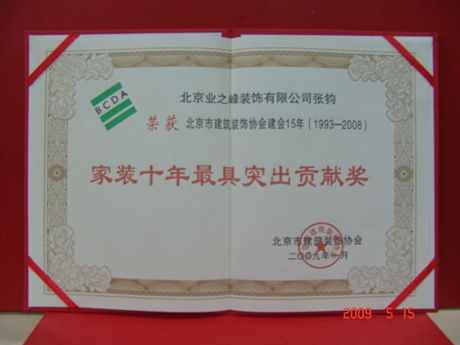 BCDA
北京业之峰装饰有限公司张钧
荣获 北京市建筑装饰协会建会15年(1993-2008)
家装十年最具突出贡献奖
北京市建筑装饰协会
二〇〇九年一月
2009 5 15